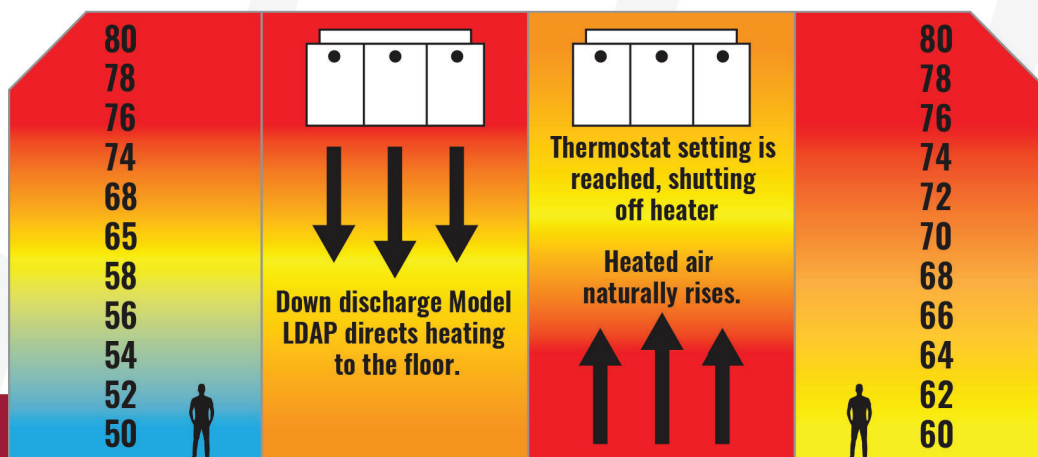 80
78
76
74
68
65
58
56
54
52
50
Down discharge Model
LDAP directs heating
to the floor.
Thermostat setting is
reached, shutting
off heater
Heated air
naturally rises.
80
78
76
74
72
70
68
66
64
62
60